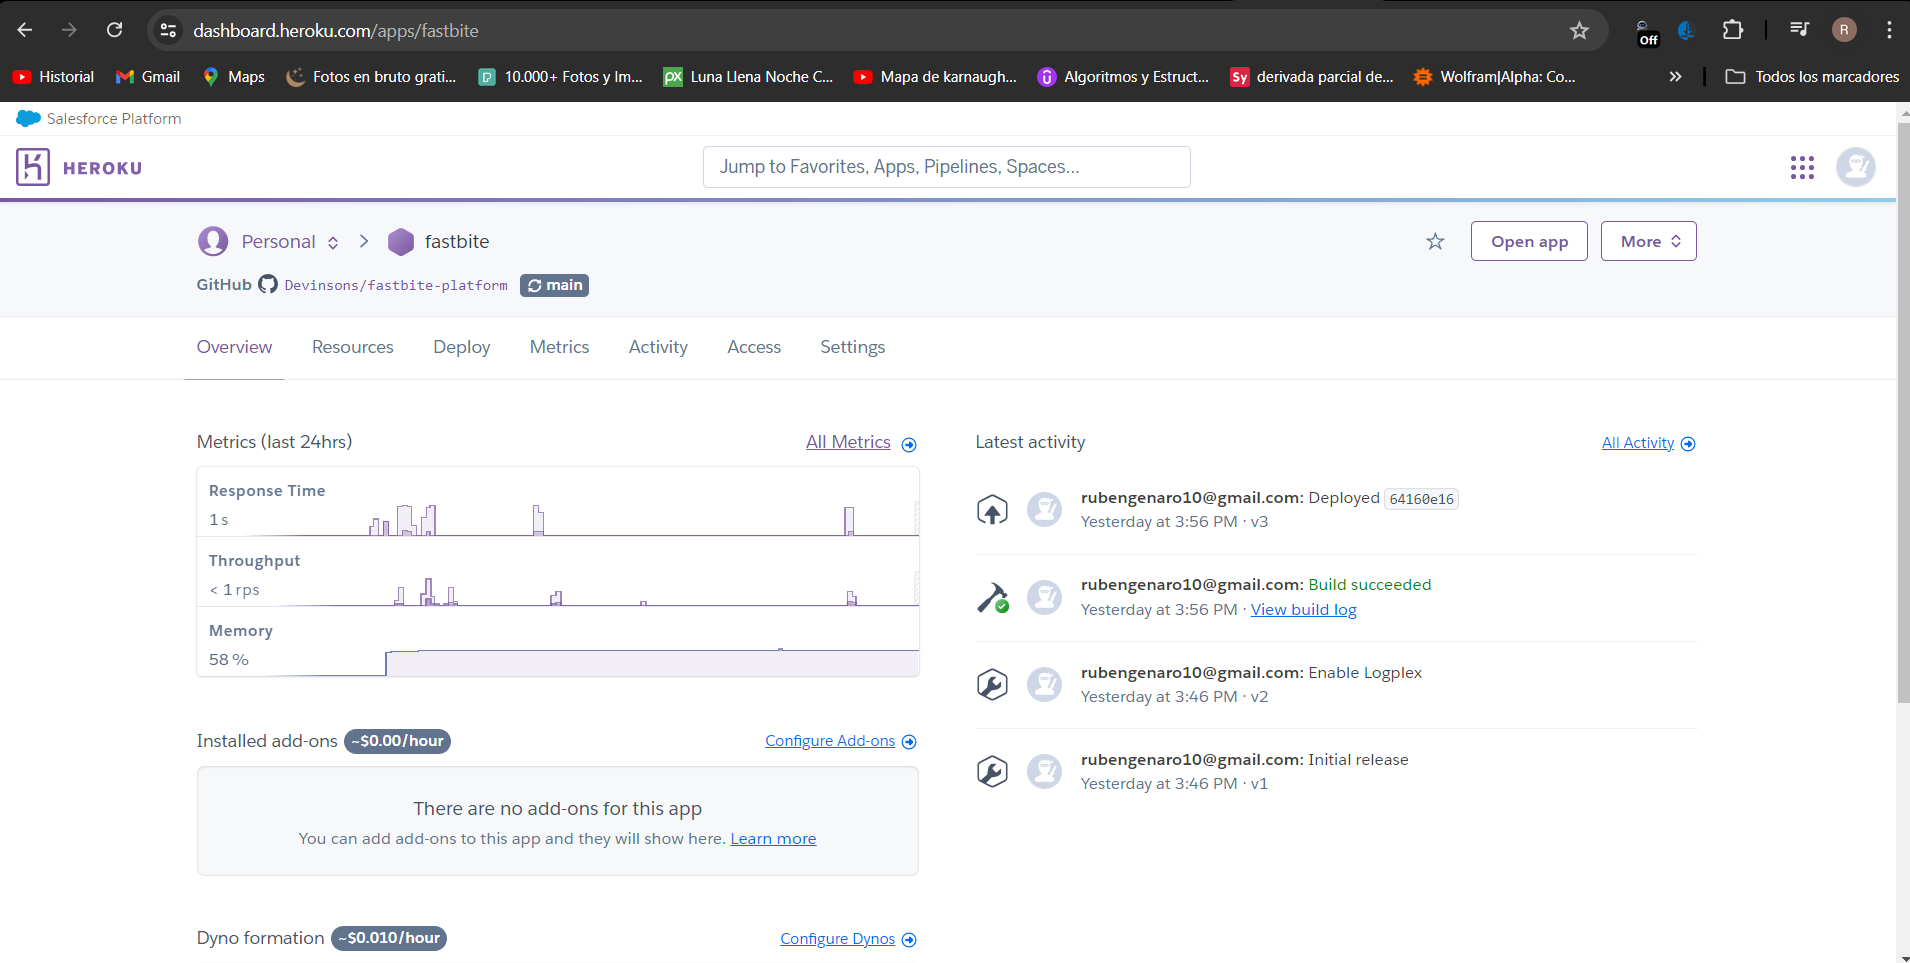 dashboard.heroku.com/apps/fastbite
Off
R
Historial
Gmail
Maps
Fotos en bruto grati...
10.000+ Fotos y Im...
Luna Llena Noche C...
Mapa de karnaugh...
Algoritmos y Estruct...
Sy derivada parcial de...
Wolfram|Alpha: Co...
Todos los marcadores
Salesforce Platform
HEROKU
Jump to Favorites, Apps, Pipelines, Spaces...
Personal
fastbite
Open app
More
GitHub Devinsons/fastbite-platform main
Overview
Resources
Deploy
Metrics
Activity
Access
Settings
Metrics (last 24hrs)
All Metrics
Response Time
1 s
Throughput
< 1 rps
Memory
58 %
Installed add-ons ~$0.00/hour
Configure Add-ons
There are no add-ons for this app
You can add add-ons to this app and they will show here. Learn more
Dyno formation ~$0.010/hour
Configure Dynos
Latest activity
All Activity
rubengenaro10@gmail.com: Deployed 64160e16
Yesterday at 3:56 PM · v3
rubengenaro10@gmail.com: Build succeeded
Yesterday at 3:56 PM · View build log
rubengenaro10@gmail.com: Enable Logplex
Yesterday at 3:46 PM · v2
rubengenaro10@gmail.com: Initial release
Yesterday at 3:46 PM · v1